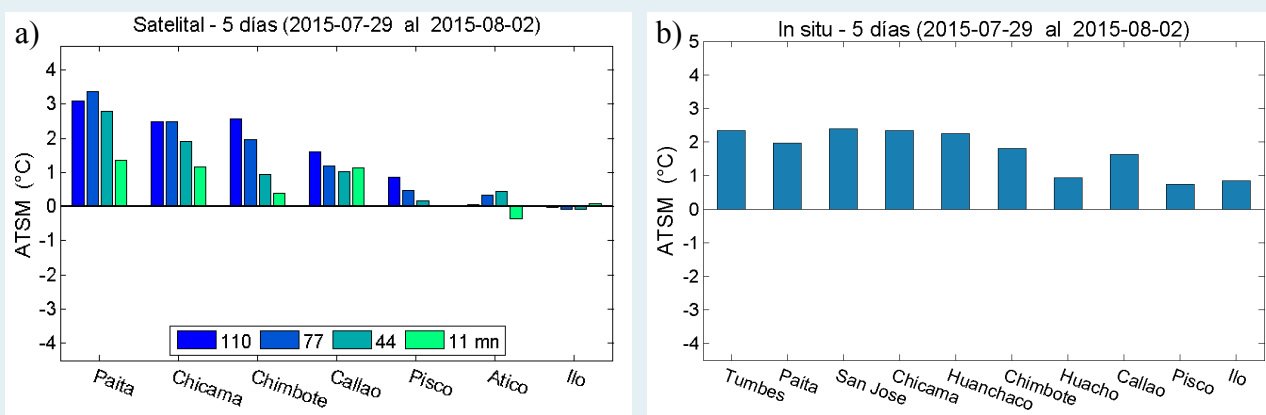 a)
Satelital - 5 días (2015-07-29 al 2015-08-02)
ATSM (°C)
4
3
2
1
0
-1
-2
-3
-4
110 77 44 11 mn
Paita Chicama Chimbote Callao Pisco Atico Ilo
b)
In situ - 5 días (2015-07-29 al 2015-08-02)
ATSM (°C)
5
4
3
2
1
0
-1
-2
-3
-4
Tumbes Paita San Jose Chicama Huanchaco Chimbote Huacho Callao Pisco Ilo